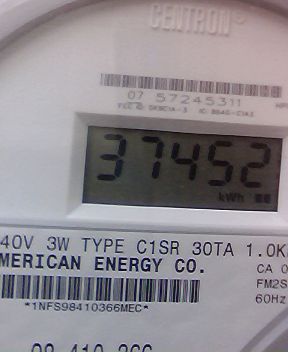 CENTRON®
07 57245311
37452
kWh
40V 3W TYPE C1SR 30TA 1.0K
MERICAN ENERGY CO.
CA 0
FM2S
60Hz
*1NFS98410366MEC*